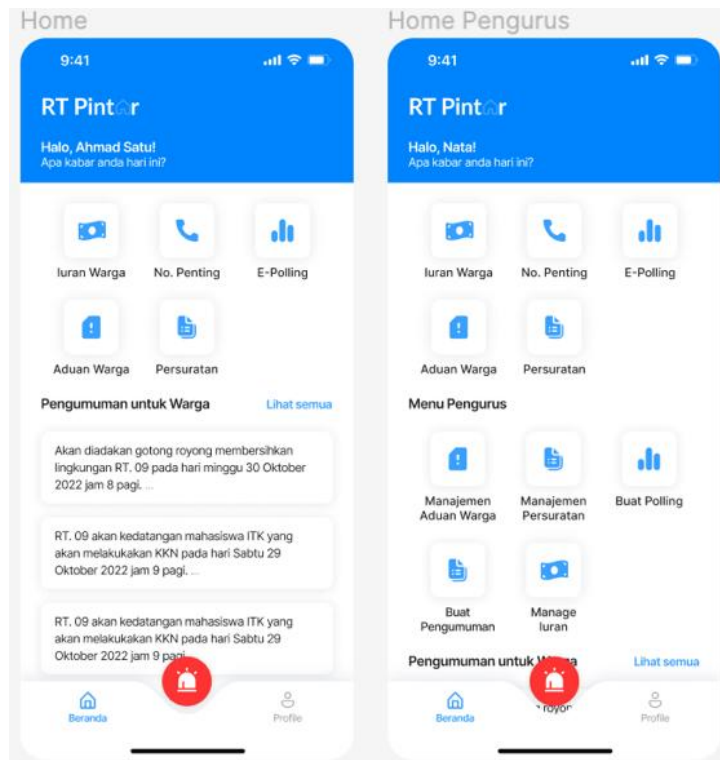 Home
9:41
RT Pintar
Halo, Ahmad Satu!
Apa kabar anda hari ini?
Iuran Warga
No. Penting
E-Polling
Aduan Warga
Persuratan
Pengumuman untuk Warga
Lihat semua
Akan diadakan gotong royong membersihkan
lingkungan RT. 09 pada hari minggu 30 Oktober
2022 jam 8 pagi. ...
RT. 09 akan kedatangan mahasiswa ITK yang
akan melakukakan KKN pada hari Sabtu 29
Oktober 2022 jam 9 pagi. ...
RT. 09 akan kedatangan mahasiswa ITK yang
akan melakukakan KKN pada hari Sabtu 29
Oktober 2022 jam 9 pagi.
Beranda
Profile
Home Pengurus
9:41
RT Pintar
Halo, Nata!
Apa kabar anda hari ini?
Iuran Warga
No. Penting
E-Polling
Aduan Warga
Persuratan
Menu Pengurus
Manajemen
Aduan Warga
Manajemen
Persuratan
Buat Polling
Buat
Pengumuman
Manage
Iuran
Pengumuman untuk Warga
Lihat semua
Beranda
Profile